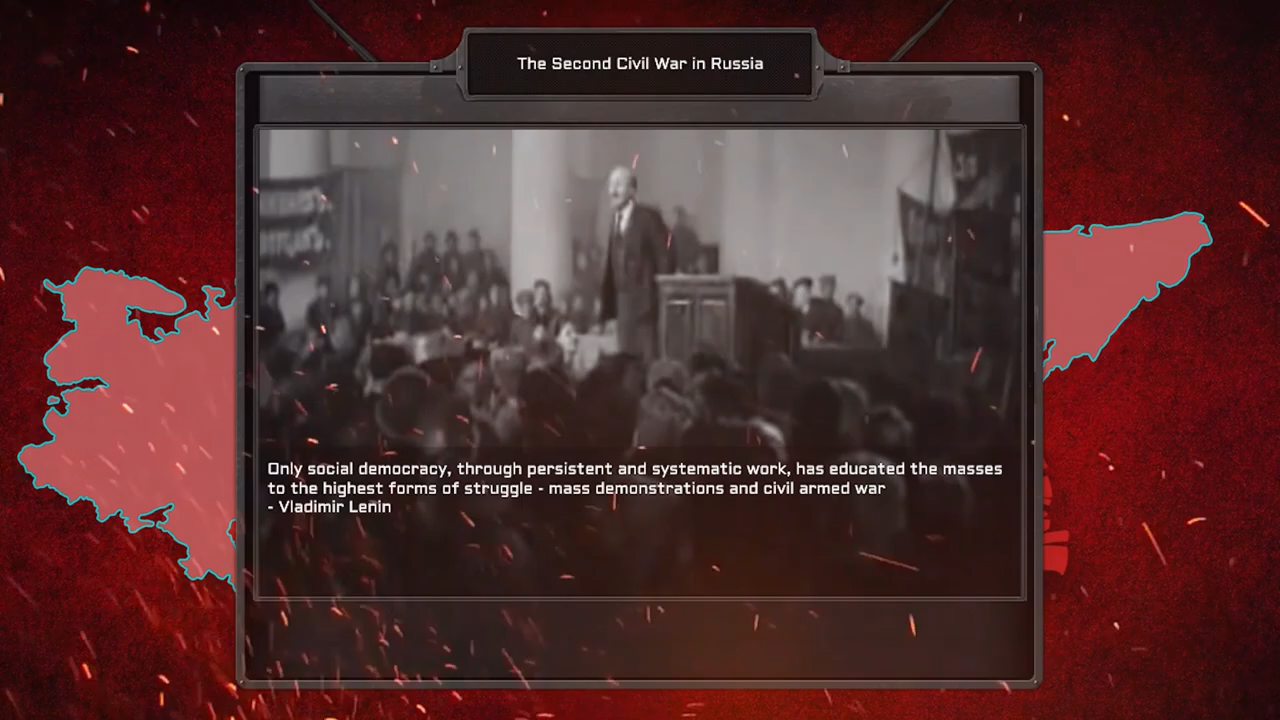 The Second Civil War in Russia
Only social democracy, through persistent and systematic work, has educated the masses
to the highest forms of struggle - mass demonstrations and civil armed war
- Vladimir Lenin